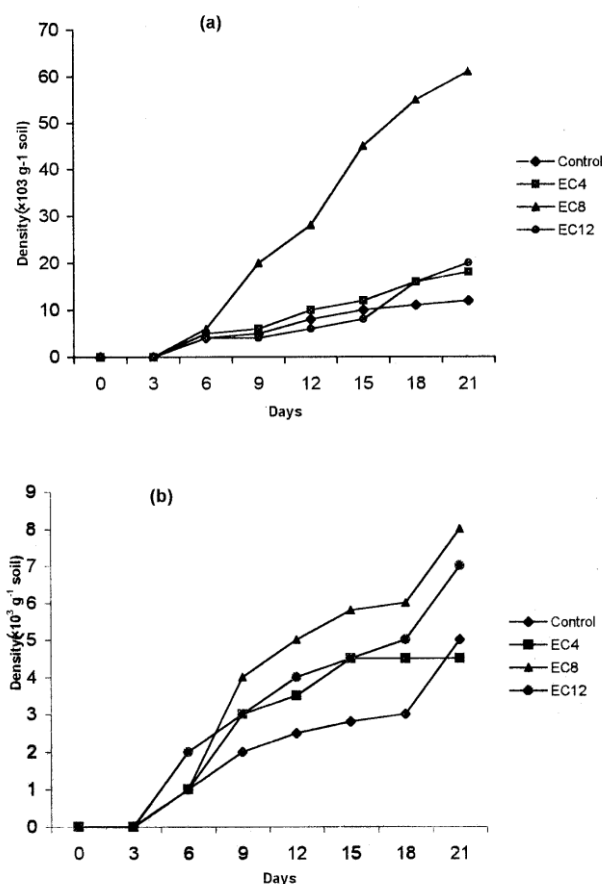 (a)
70
60
50
40
30
20
10
0
Density(×103 g-1 soil)
0 3 6 9 12 15 18 21
Days
Control
EC4
EC8
EC12
(b)
9
8
7
6
5
4
3
2
1
0
Density(×10³ g⁻¹ soil)
0 3 6 9 12 15 18 21
Days
Control
EC4
EC8
EC12